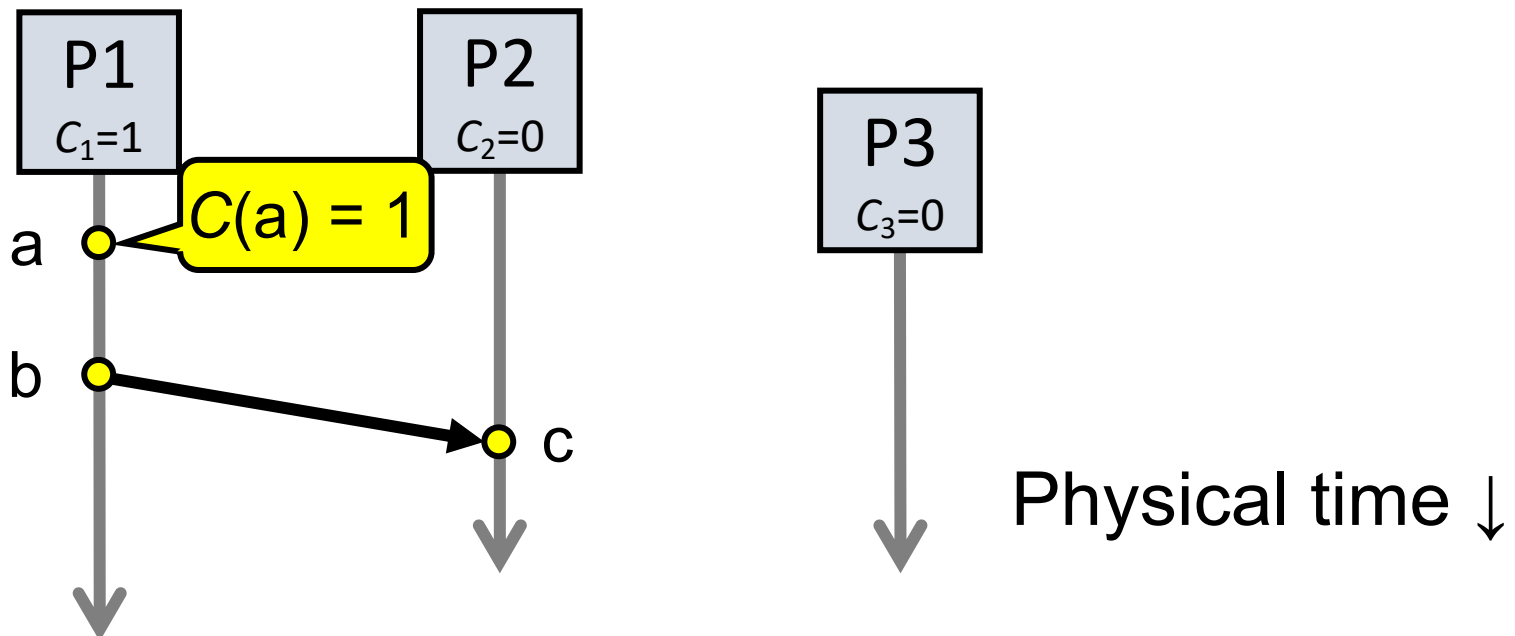 P1
C₁=1
P2
C₂=0
P3
C₃=0
C(a) = 1
a
b
c
Physical time ↓